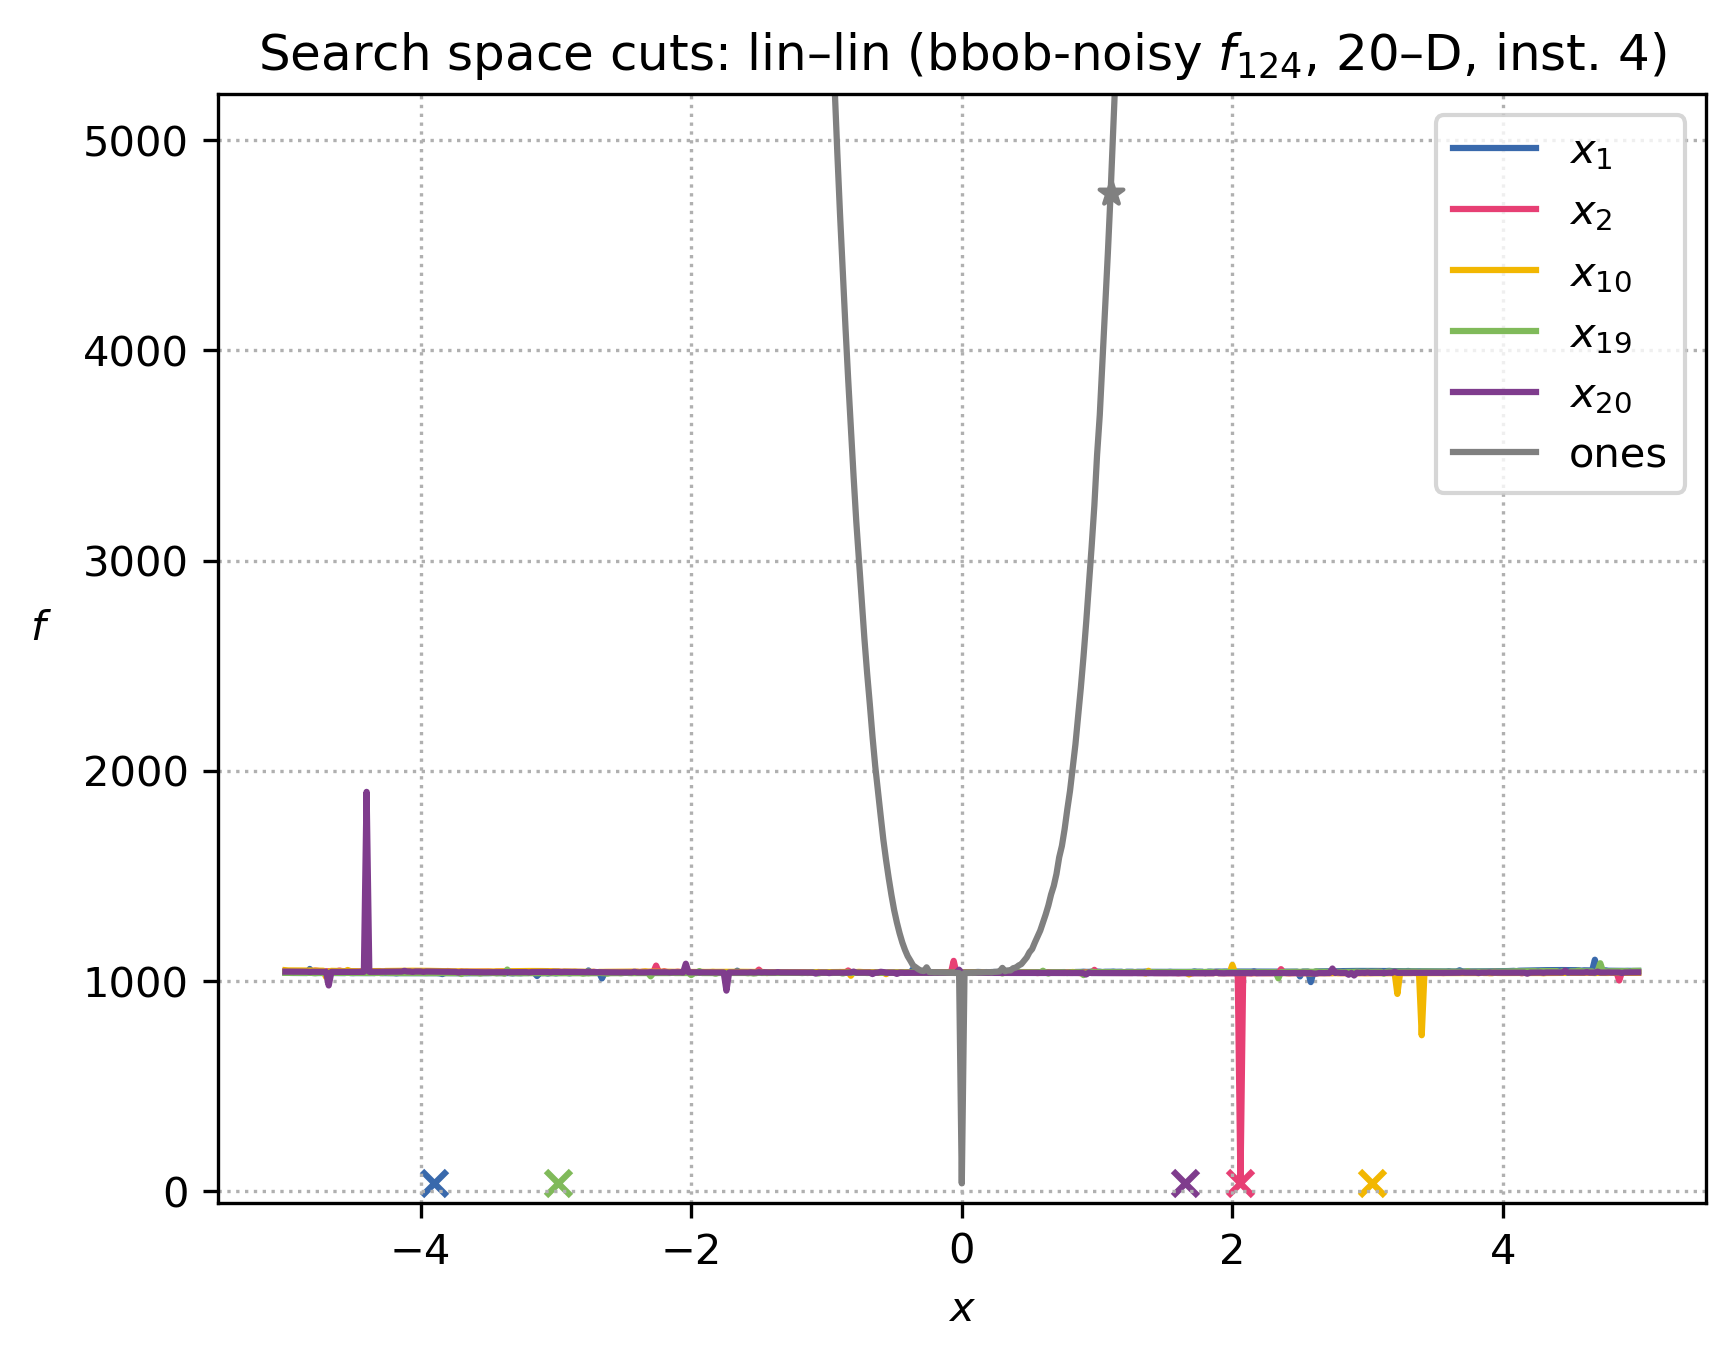 Search space cuts: lin–lin (bbob-noisy f₁₂₄, 20–D, inst. 4)
5000
4000
3000
2000
1000
0
f
−4
−2
0
2
4
x
x₁
x₂
x₁₀
x₁₉
x₂₀
ones